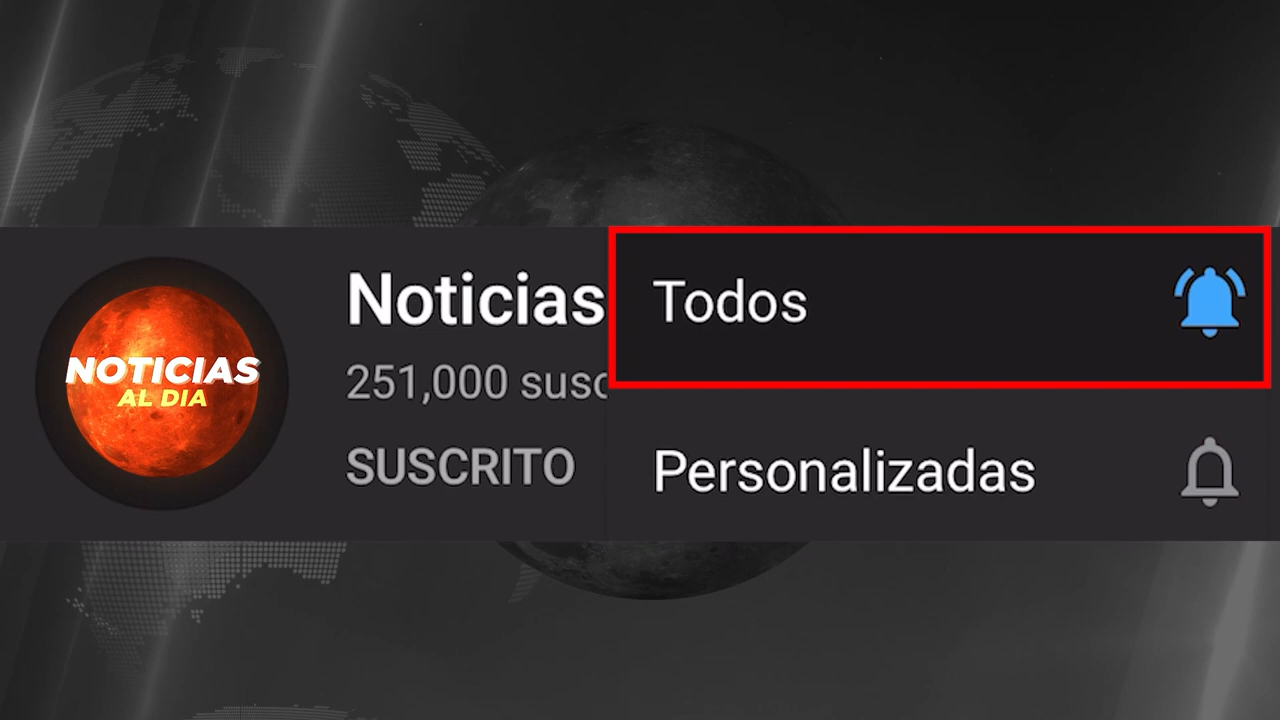 NOTICIAS
AL DIA
Noticias
251,000 susc
SUSCRITO
Todos
Personalizadas